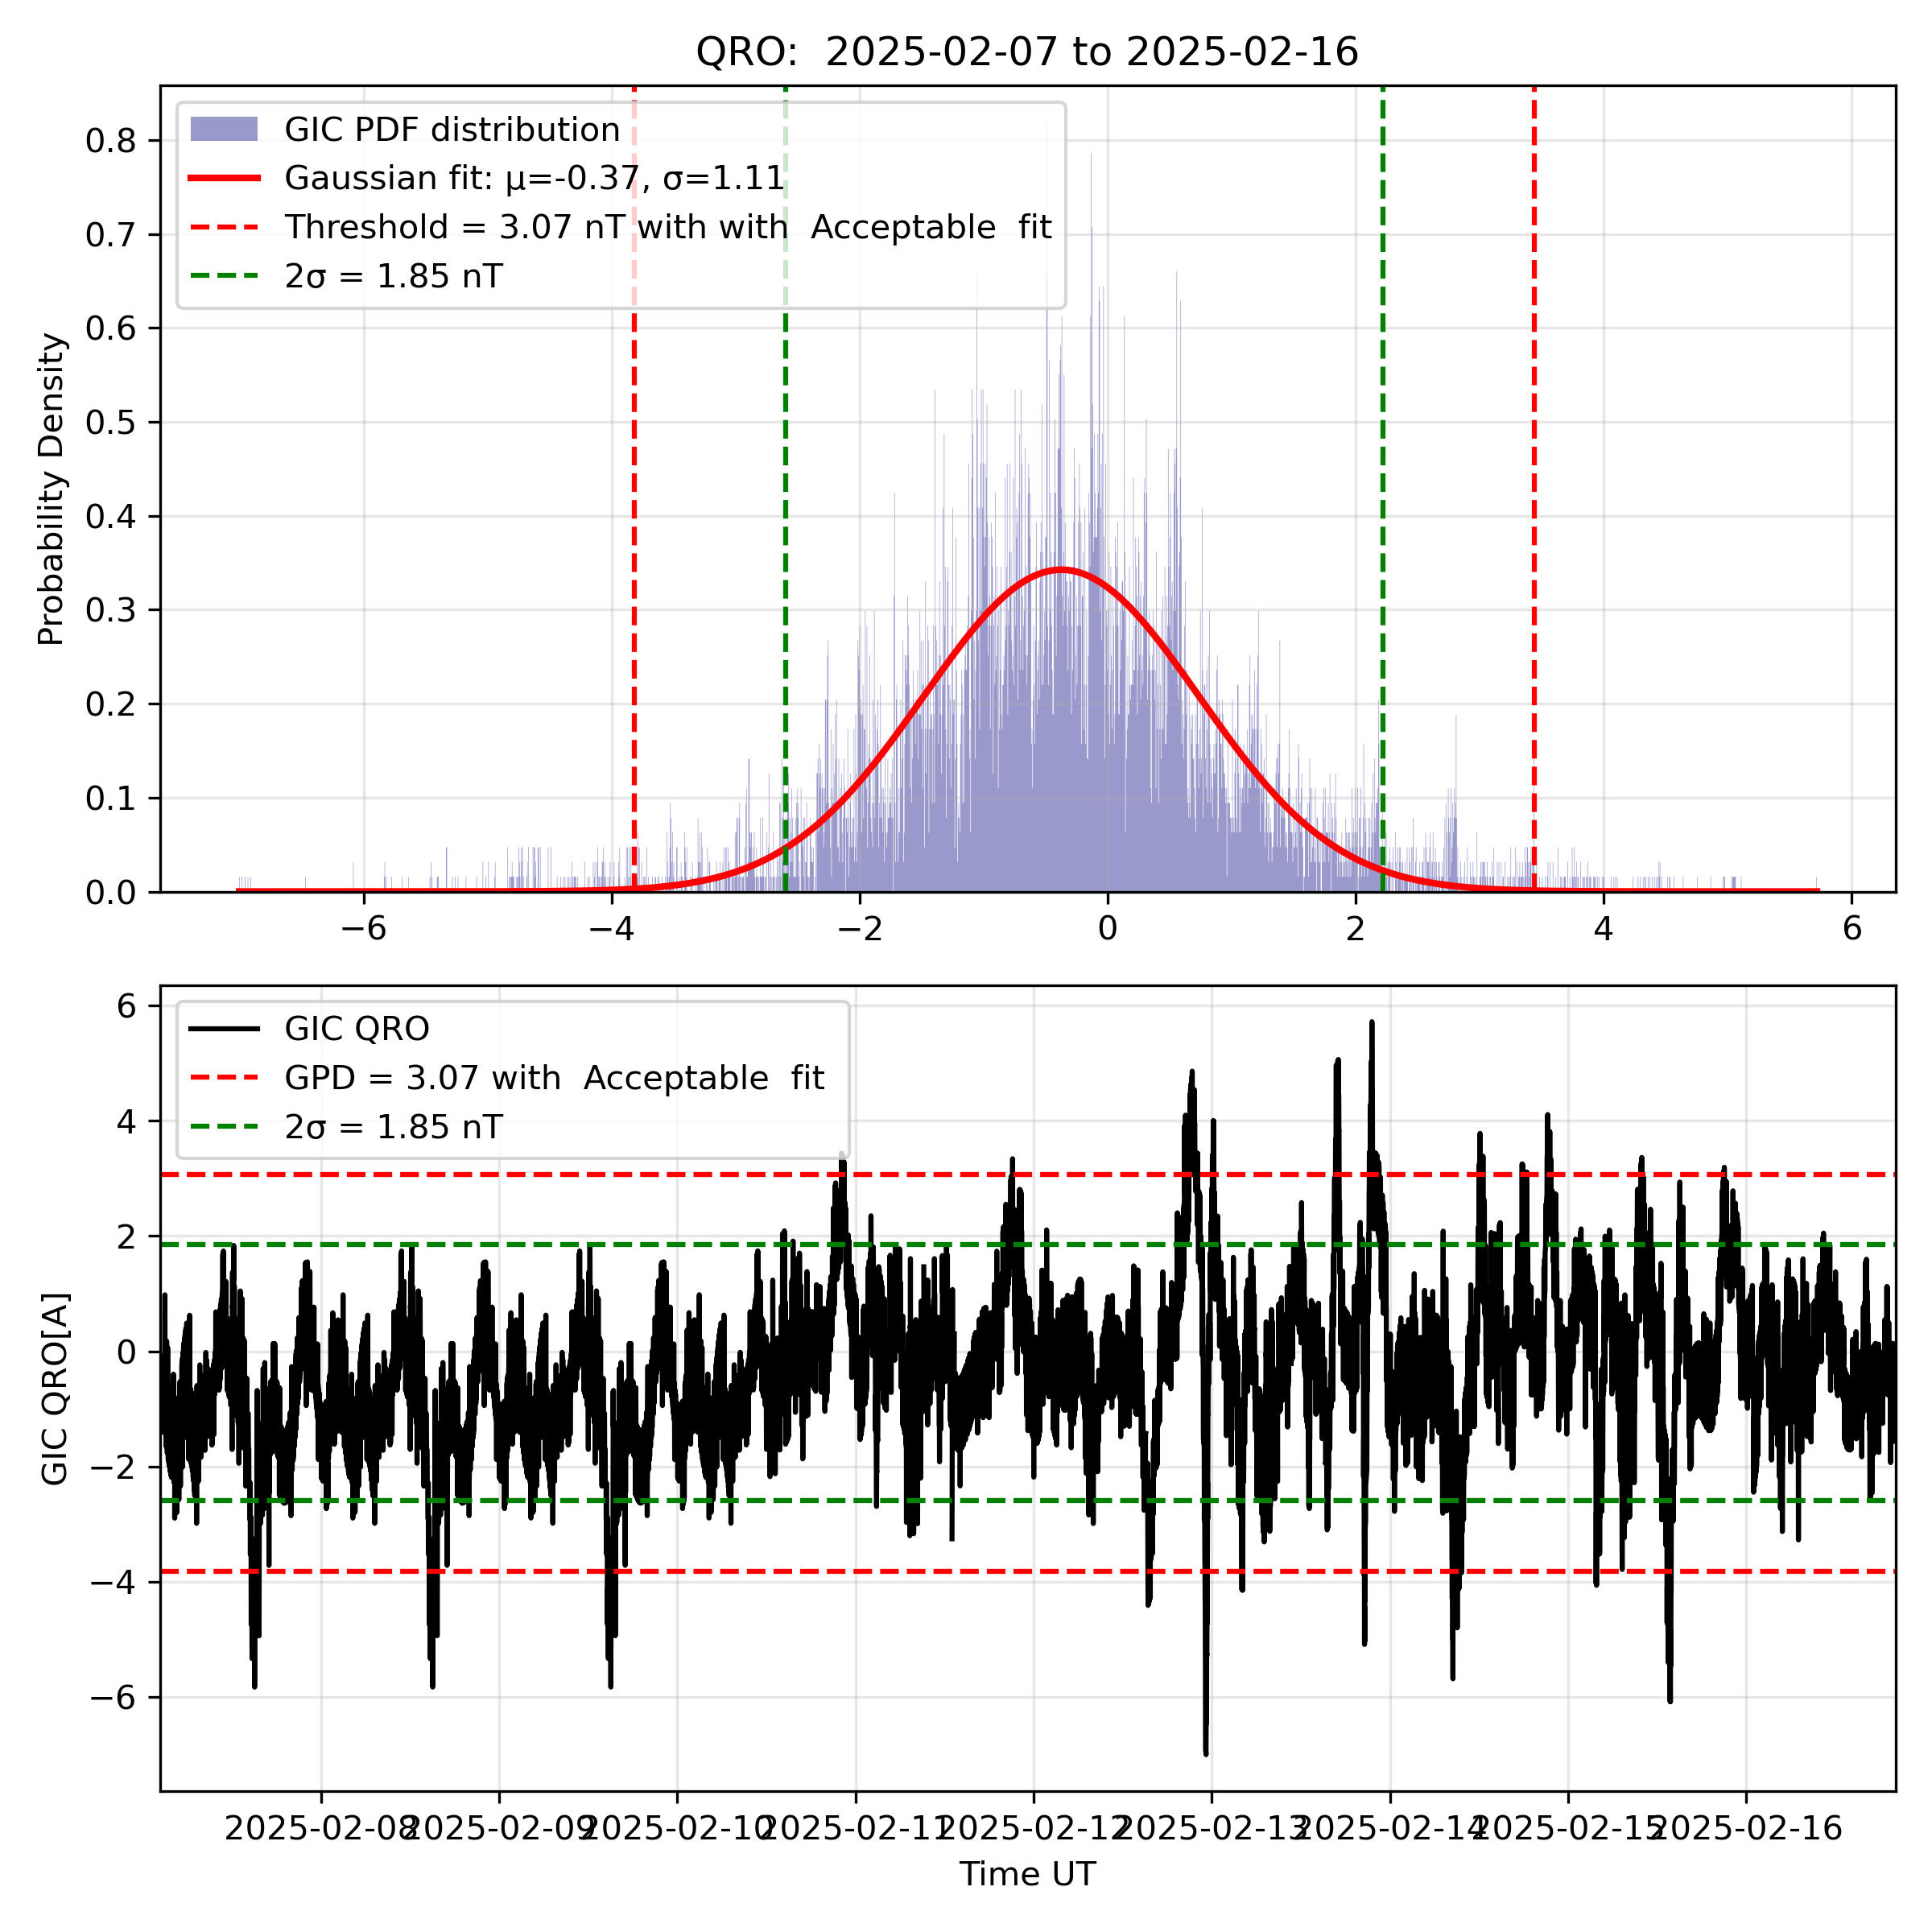 QRO:  2025-02-07 to 2025-02-16
GIC PDF distribution
Gaussian fit: μ=-0.37, σ=1.11
Threshold = 3.07 nT with with  Acceptable  fit
2σ = 1.85 nT
Probability Density
0.8
0.7
0.6
0.5
0.4
0.3
0.2
0.1
0.0
−6 −4 −2 0 2 4 6
GIC QRO
GPD = 3.07 with  Acceptable  fit
2σ = 1.85 nT
GIC QRO[A]
6
4
2
0
−2
−4
−6
2025-02-08 2025-02-09 2025-02-10 2025-02-11 2025-02-12 2025-02-13 2025-02-14 2025-02-15 2025-02-16
Time UT